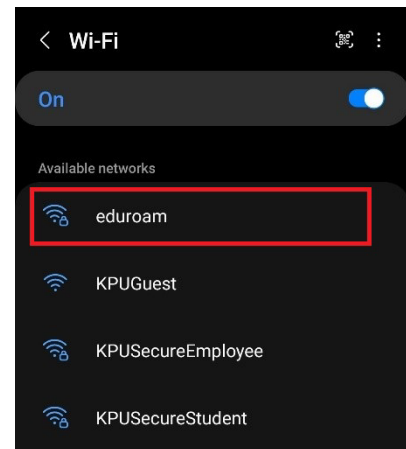 Wi-Fi
On
Available networks
eduroam
KPUGuest
KPUSecureEmployee
KPUSecureStudent